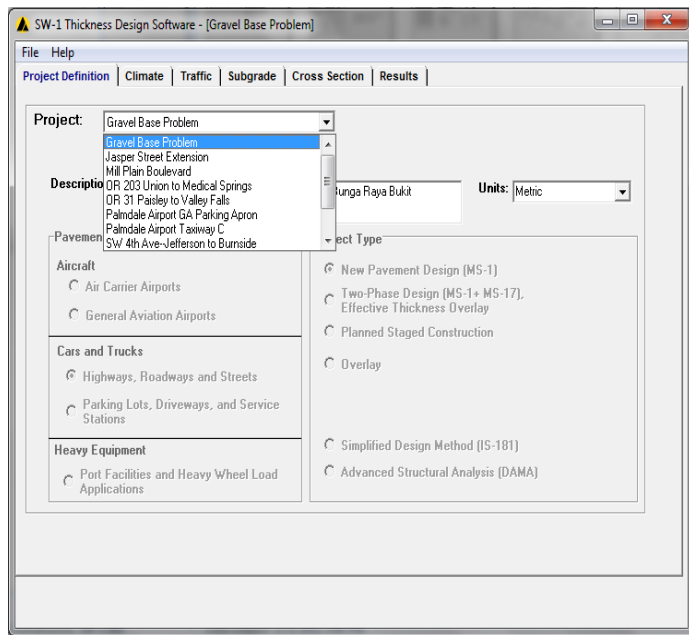 SW-1 Thickness Design Software - [Gravel Base Problem]
File Help
Project Definition Climate Traffic Subgrade Cross Section Results
Project: Gravel Base Problem
Gravel Base Problem
Jasper Street Extension
Mill Plain Boulevard
OR 203 Union to Medical Springs
OR 31 Paisley to Valley Falls
Palmdale Airport GA Parking Apron
Palmdale Airport Taxiway C
SW 4th Ave-Jefferson to Burnside
Raya Bukit
Units: Metric
Aircraft
Air Carrier Airports
General Aviation Airports
Cars and Trucks
Highways, Roadways and Streets
Parking Lots, Driveways, and Service
Stations
Heavy Equipment
Port Facilities and Heavy Wheel Load
Applications
Type
New Pavement Design (MS-1)
Two-Phase Design (MS-1+ MS-17),
Effective Thickness Overlay
Planned Staged Construction
Overlay
Simplified Design Method (IS-181)
Advanced Structural Analysis (DAMA)